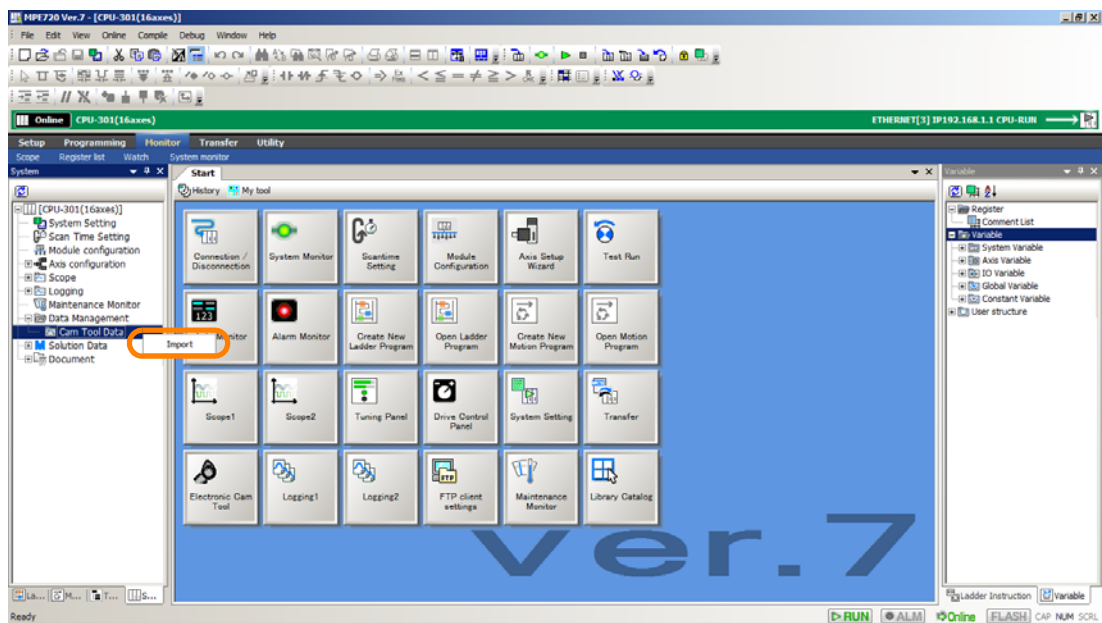 MPE720 Ver.7 - [CPU-301(16axes)]
File Edit View Online Compile Debug Window Help
Online CPU-301(16axes) ETHERNET[3] IP192.168.1.1 CPU-RUN
Setup Programming Monitor Transfer Utility
Scope Register list Watch System monitor
System
Start
Variable
History My tool
[CPU-301(16axes)]
System Setting
Scan Time Setting
Module configuration
Axis configuration
Scope
Logging
Maintenance Monitor
Data Management
Cam Tool Data
Import
Solution Data
Document
Connection / Disconnection
System Monitor
Scantime Setting
Module Configuration
Axis Setup Wizard
Test Run
123
Monitor
Alarm Monitor
Create New Ladder Program
Open Ladder Program
Create New Motion Program
Open Motion Program
Scope1
Scope2
Tuning Panel
Drive Control Panel
System Setting
Transfer
Electronic Cam Tool
Logging1
Logging2
FTP
FTP client settings
Maintenance Monitor
Library Catalog
ver.7
Register
Comment List
Variable
System Variable
Axis Variable
IO Variable
Global Variable
Constant Variable
User structure
La... M... T... S...
Ladder Instruction Variable
Ready
RUN ALM Online FLASH CAP NUM SCRL